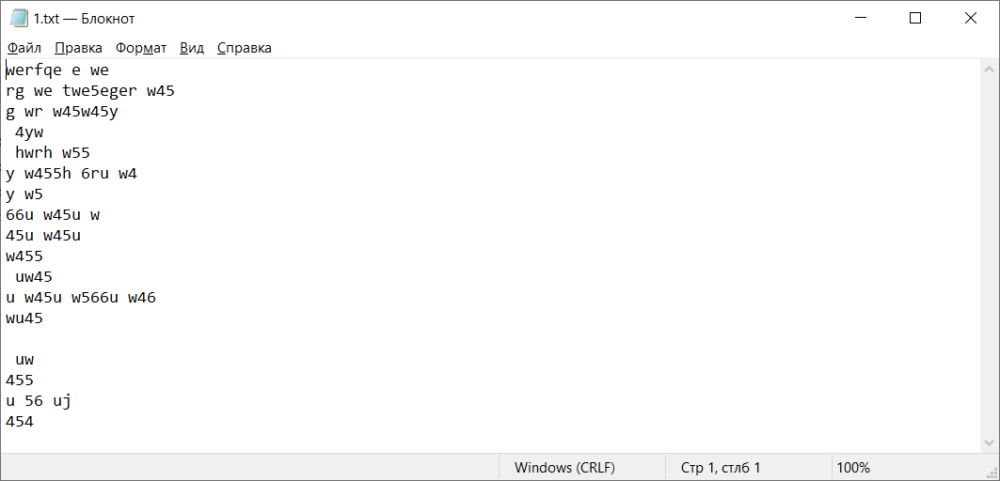 1.txt — Блокнот
Файл Правка Формат Вид Справка
werfqe e we
rg we twe5eger w45
g wr w45w45y
 4yw
 hwrh w55
y w455h 6ru w4
y w5
66u w45u w
45u w45u
w455
 uw45
u w45u w566u w46
wu45

 uw
455
u 56 uj
454
Windows (CRLF) Стр 1, стлб 1 100%